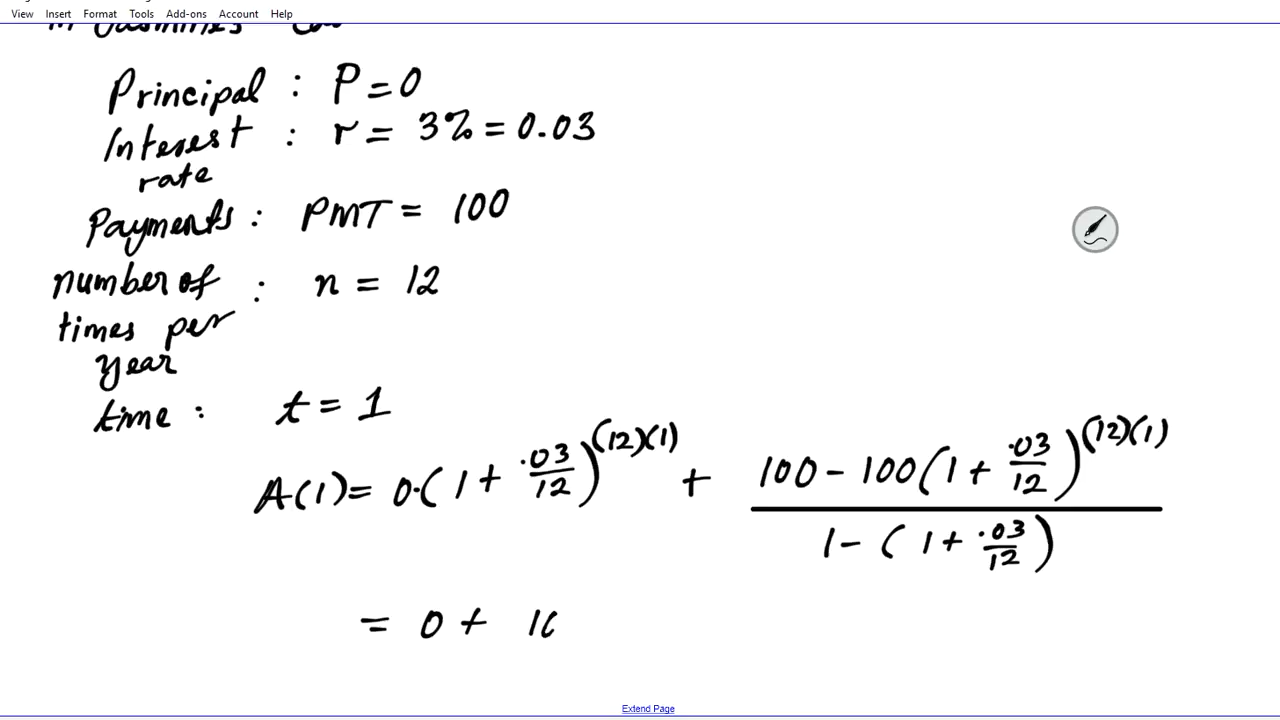 View Insert Format Tools Add-ons Account Help
Principal : P = 0
Interest : r = 3% = 0.03
rate
Payments : PMT = 100
number of : n = 12
times per
year
time : t = 1
A(1) = 0·(1 + .03/12)^(12)(1) + (100 - 100(1 + .03/12)^(12)(1)) / (1 - (1 + .03/12))
= 0 + 10
Extend Page